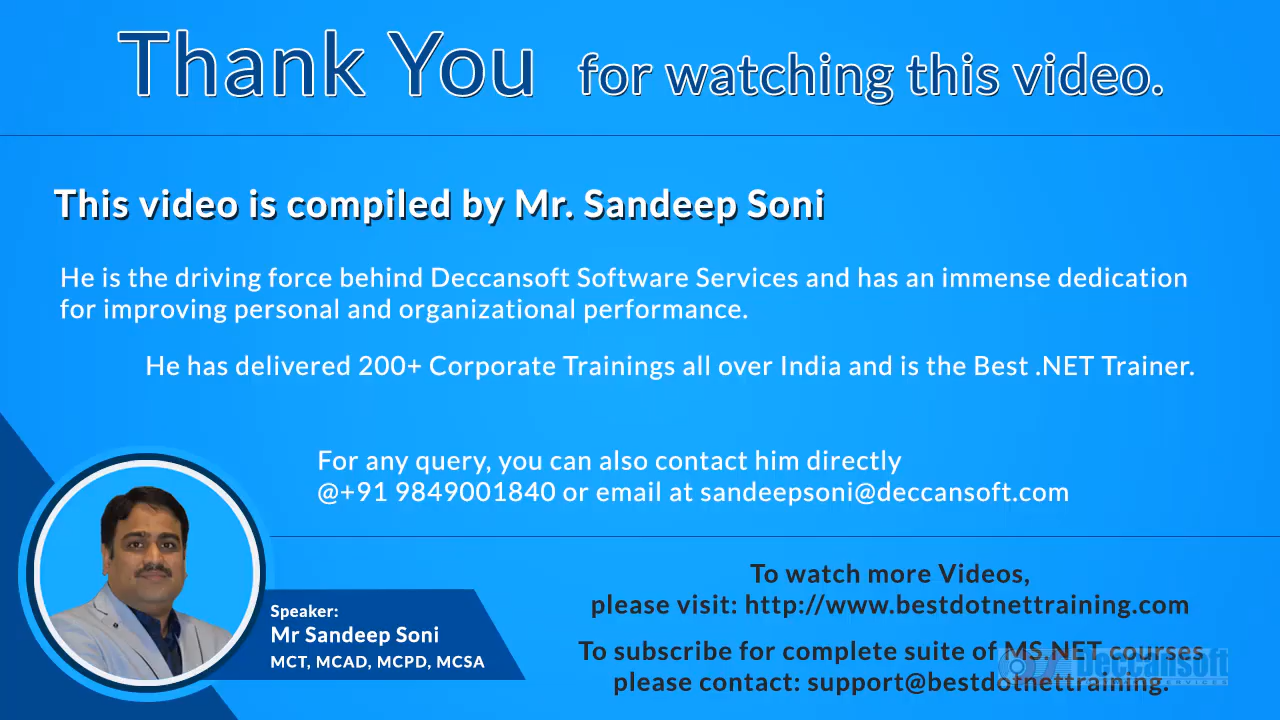 Thank You for watching this video.
This video is compiled by Mr. Sandeep Soni
He is the driving force behind Deccansoft Software Services and has an immense dedication
for improving personal and organizational performance.
He has delivered 200+ Corporate Trainings all over India and is the Best .NET Trainer.
For any query, you can also contact him directly
@+91 9849001840 or email at sandeepsoni@deccansoft.com
Speaker:
Mr Sandeep Soni
MCT, MCAD, MCPD, MCSA
To watch more Videos,
please visit: http://www.bestdotnettraining.com
To subscribe for complete suite of MS.NET courses
please contact: support@bestdotnettraining.
Deccansoft